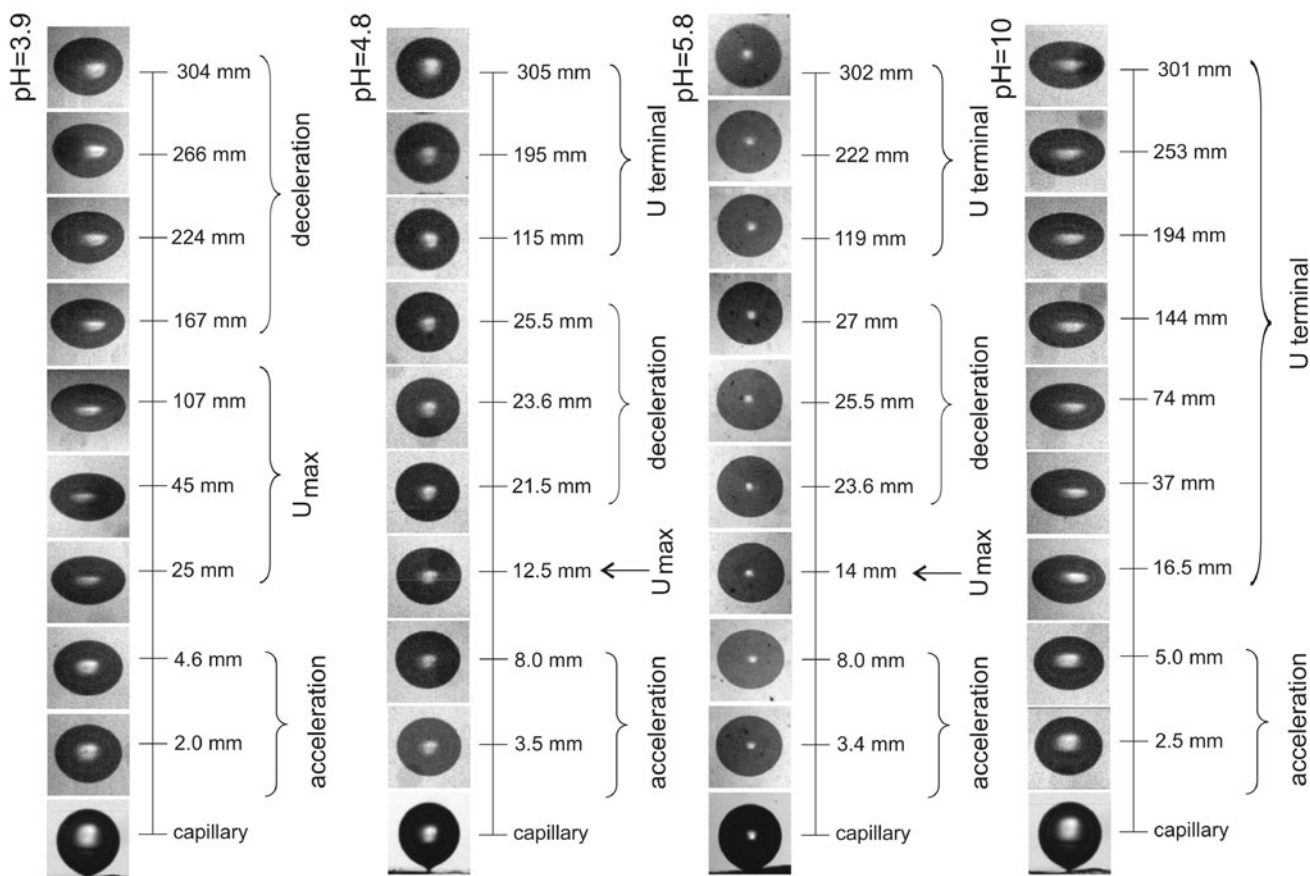 pH=3.9
304 mm
266 mm
224 mm
167 mm
deceleration
107 mm
45 mm
25 mm
Umax
4.6 mm
2.0 mm
acceleration
capillary
pH=4.8
305 mm
195 mm
115 mm
U terminal
25.5 mm
23.6 mm
21.5 mm
deceleration
12.5 mm
Umax
8.0 mm
3.5 mm
acceleration
capillary
pH=5.8
302 mm
222 mm
119 mm
U terminal
27 mm
25.5 mm
23.6 mm
deceleration
14 mm
Umax
8.0 mm
3.4 mm
acceleration
capillary
pH=10
301 mm
253 mm
194 mm
144 mm
74 mm
37 mm
16.5 mm
U terminal
5.0 mm
2.5 mm
acceleration
capillary